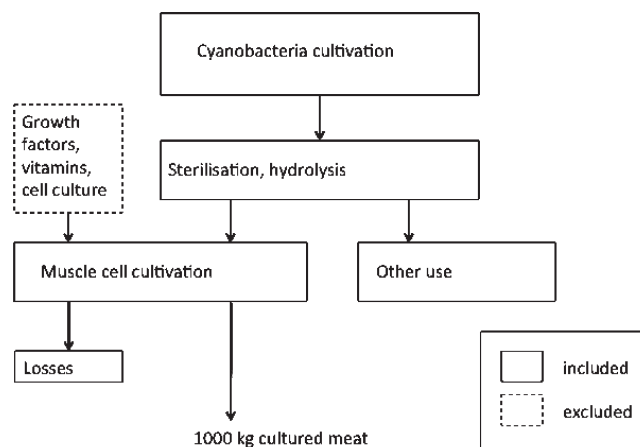 Cyanobacteria cultivation
Growth
factors,
vitamins,
cell culture
Sterilisation, hydrolysis
Muscle cell cultivation
Other use
Losses
included
excluded
1000 kg cultured meat